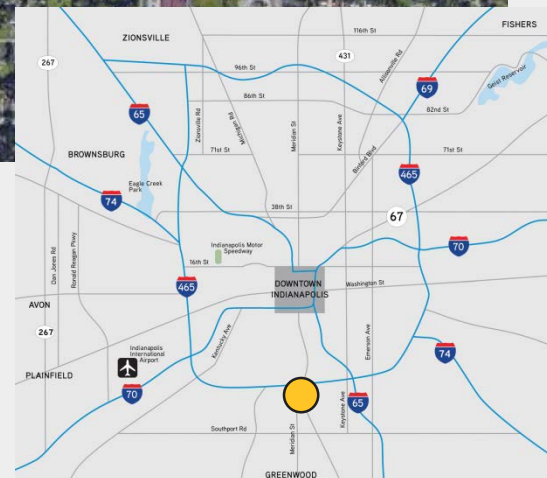 116th St
FISHERS
ZIONSVILLE
267
431
Allisonville Rd
96th St
Geist Reservoir
69
86th St
82nd St
65
Zionsville Rd
Michigan Rd
Meridian St
Keystone Ave
Binford Blvd
BROWNSBURG
71st St
71st St
465
Eagle Creek
Park
74
38th St
67
Dan Jones Rd
Ronald Reagan Pkwy
Indianapolis Motor
Speedway
70
16th St
465
DOWNTOWN
INDIANAPOLIS
Washington St
AVON
267
Kentucky Ave
Emerson Ave
Indianapolis
International
Airport
74
PLAINFIELD
70
65
Keystone Ave
Southport Rd
Meridian St
GREENWOOD